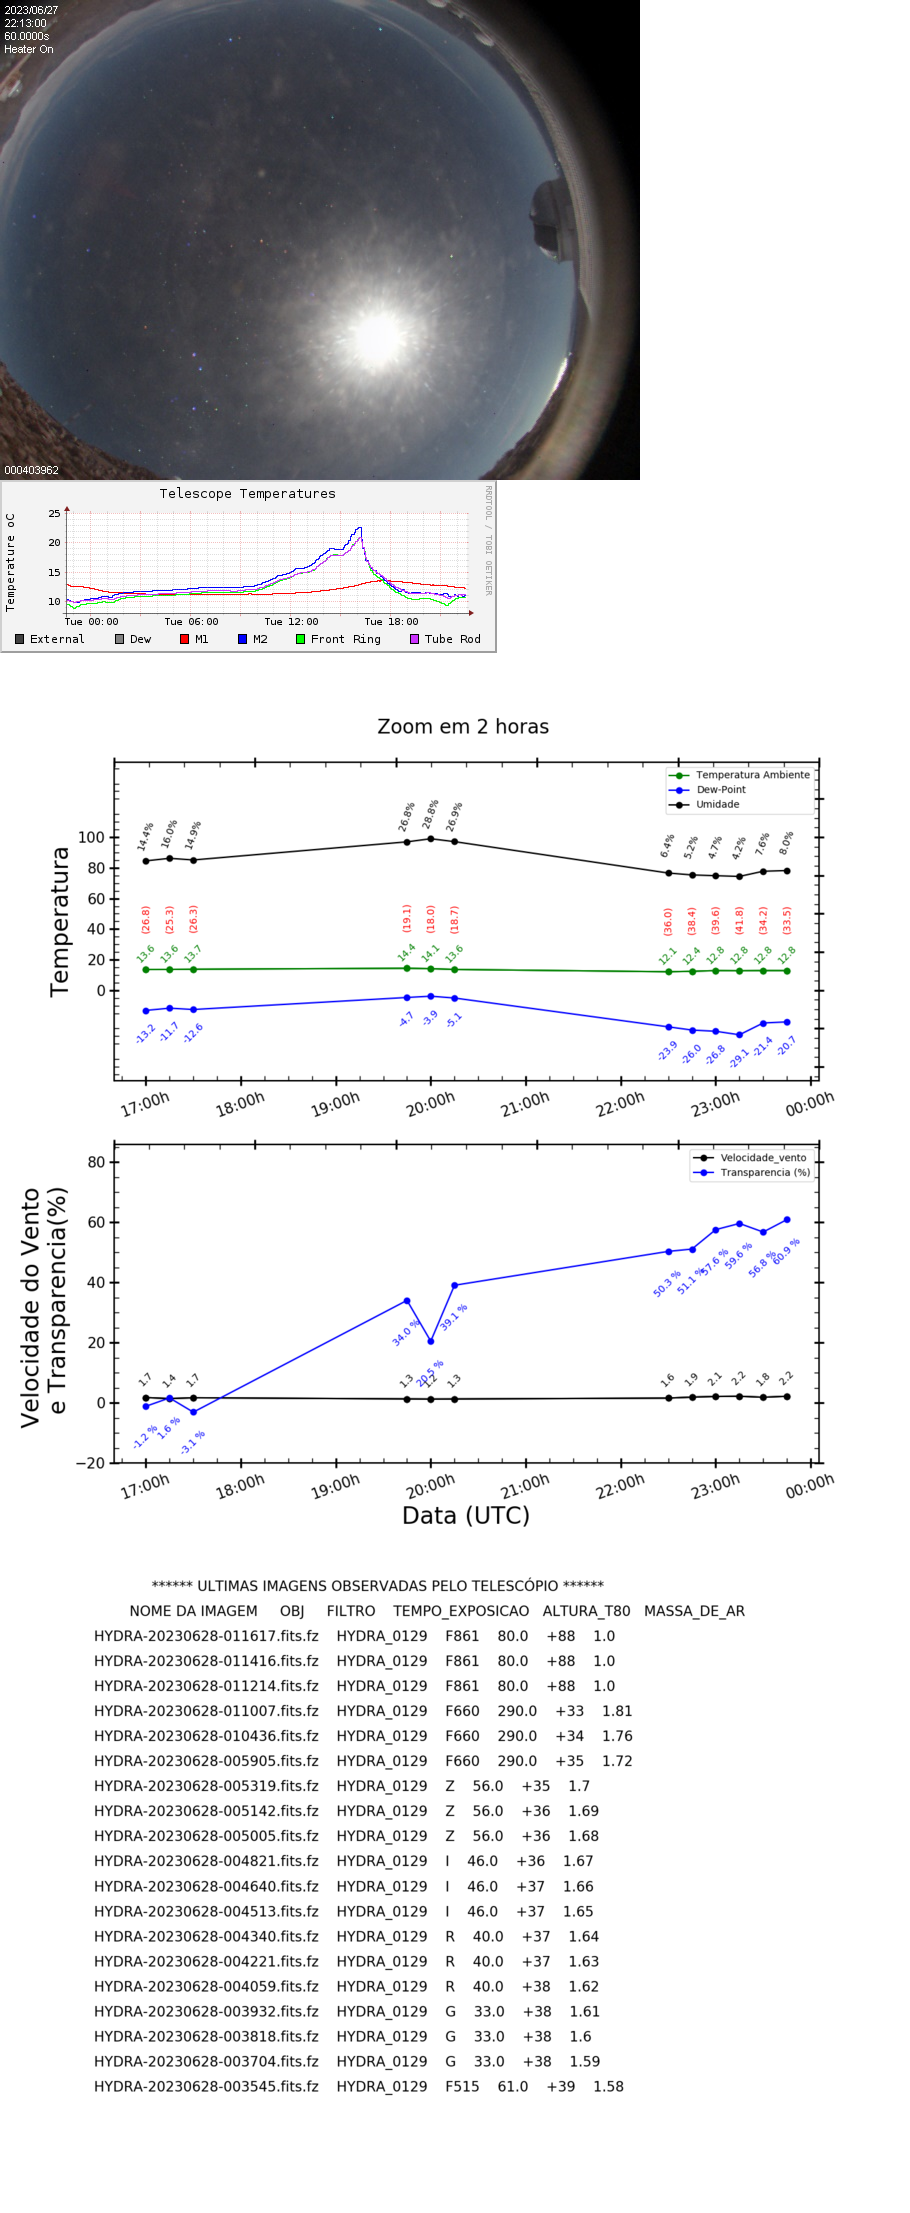 2023/06/27
22:13:00
60.0000s
Heater On
000403962
Telescope Temperatures
RRDTOOL / TOBI OETIKER
Temperature oC
25
20
15
10
Tue 00:00 Tue 06:00 Tue 12:00 Tue 18:00
External Dew M1 M2 Front Ring Tube Rod
Zoom em 2 horas
Temperatura Ambiente
Dew-Point
Umidade
Temperatura
100
80
60
40
20
0
14.4% 16.0% 14.9% 26.8% 28.8% 26.9% 6.4% 5.2% 4.7% 4.2% 7.6% 8.0%
(26.8) (25.3) (26.3) (19.1) (18.0) (18.7) (36.0) (38.4) (39.6) (41.8) (34.2) (33.5)
13.6 13.6 13.7 14.4 14.1 13.6 12.1 12.4 12.8 12.8 12.8 12.8
-13.2 -11.7 -12.6 -4.7 -3.9 -5.1 -23.9 -26.0 -26.8 -29.1 -21.4 -20.7
17:00h 18:00h 19:00h 20:00h 21:00h 22:00h 23:00h 00:00h
Velocidade_vento
Transparencia (%)
Velocidade do Vento
e Transparencia(%)
80
60
40
20
0
−20
50.3 % 51.1 % 57.6 % 59.6 % 56.8 % 60.9 %
34.0 % 20.5 % 39.1 %
1.7 1.4 1.7 1.3 1.2 1.3 1.6 1.9 2.1 2.2 1.8 2.2
-1.2 % 1.6 % -3.1 %
17:00h 18:00h 19:00h 20:00h 21:00h 22:00h 23:00h 00:00h
Data (UTC)
****** ULTIMAS IMAGENS OBSERVADAS PELO TELESCÓPIO ******
NOME DA IMAGEM OBJ FILTRO TEMPO_EXPOSICAO ALTURA_T80 MASSA_DE_AR
HYDRA-20230628-011617.fits.fz HYDRA_0129 F861 80.0 +88 1.0
HYDRA-20230628-011416.fits.fz HYDRA_0129 F861 80.0 +88 1.0
HYDRA-20230628-011214.fits.fz HYDRA_0129 F861 80.0 +88 1.0
HYDRA-20230628-011007.fits.fz HYDRA_0129 F660 290.0 +33 1.81
HYDRA-20230628-010436.fits.fz HYDRA_0129 F660 290.0 +34 1.76
HYDRA-20230628-005905.fits.fz HYDRA_0129 F660 290.0 +35 1.72
HYDRA-20230628-005319.fits.fz HYDRA_0129 Z 56.0 +35 1.7
HYDRA-20230628-005142.fits.fz HYDRA_0129 Z 56.0 +36 1.69
HYDRA-20230628-005005.fits.fz HYDRA_0129 Z 56.0 +36 1.68
HYDRA-20230628-004821.fits.fz HYDRA_0129 I 46.0 +36 1.67
HYDRA-20230628-004640.fits.fz HYDRA_0129 I 46.0 +37 1.66
HYDRA-20230628-004513.fits.fz HYDRA_0129 I 46.0 +37 1.65
HYDRA-20230628-004340.fits.fz HYDRA_0129 R 40.0 +37 1.64
HYDRA-20230628-004221.fits.fz HYDRA_0129 R 40.0 +37 1.63
HYDRA-20230628-004059.fits.fz HYDRA_0129 R 40.0 +38 1.62
HYDRA-20230628-003932.fits.fz HYDRA_0129 G 33.0 +38 1.61
HYDRA-20230628-003818.fits.fz HYDRA_0129 G 33.0 +38 1.6
HYDRA-20230628-003704.fits.fz HYDRA_0129 G 33.0 +38 1.59
HYDRA-20230628-003545.fits.fz HYDRA_0129 F515 61.0 +39 1.58